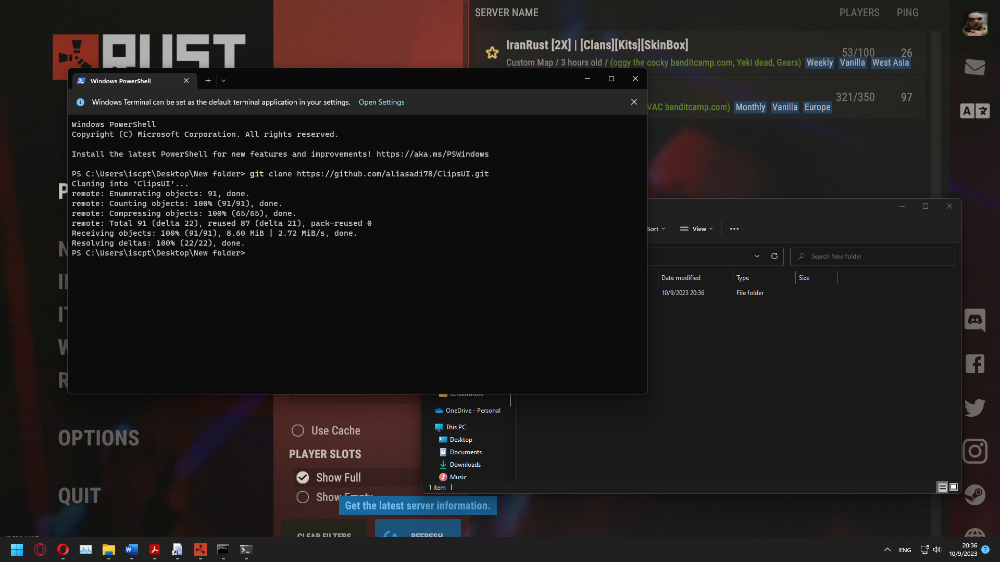 RUST
SERVER NAME
PLAYERS
PING
IranRust [2X] | [Clans][Kits][SkinBox]
53/100
26
Custom Map / 3 hours old / (oggy the cocky banditcamp.com, Yeki dead, Gears)
Weekly
Vanilla
West Asia
321/350
97
VAC banditcamp.com)
Monthly
Vanilla
Europe
Windows PowerShell
Windows Terminal can be set as the default terminal application in your settings.
Open Settings
Windows PowerShell
Copyright (C) Microsoft Corporation. All rights reserved.
Install the latest PowerShell for new features and improvements! https://aka.ms/PSWindows
PS C:\Users\iscpt\Desktop\New folder> git clone https://github.com/aliasadi78/ClipsUI.git
Cloning into 'ClipsUI'...
remote: Enumerating objects: 91, done.
remote: Counting objects: 100% (91/91), done.
remote: Compressing objects: 100% (65/65), done.
remote: Total 91 (delta 22), reused 87 (delta 21), pack-reused 0
Receiving objects: 100% (91/91), 8.60 MiB | 2.72 MiB/s, done.
Resolving deltas: 100% (22/22), done.
PS C:\Users\iscpt\Desktop\New folder>
Sort
View
Search New folder
Date modified
Type
Size
10/9/2023 20:36
File folder
Screenshots
OneDrive - Personal
This PC
Desktop
Documents
Downloads
Music
1 item
OPTIONS
QUIT
Use Cache
PLAYER SLOTS
Show Full
Show Empty
Get the latest server information.
CLEAR FILTERS
REFRESH
ENG
20:36
10/9/2023
7